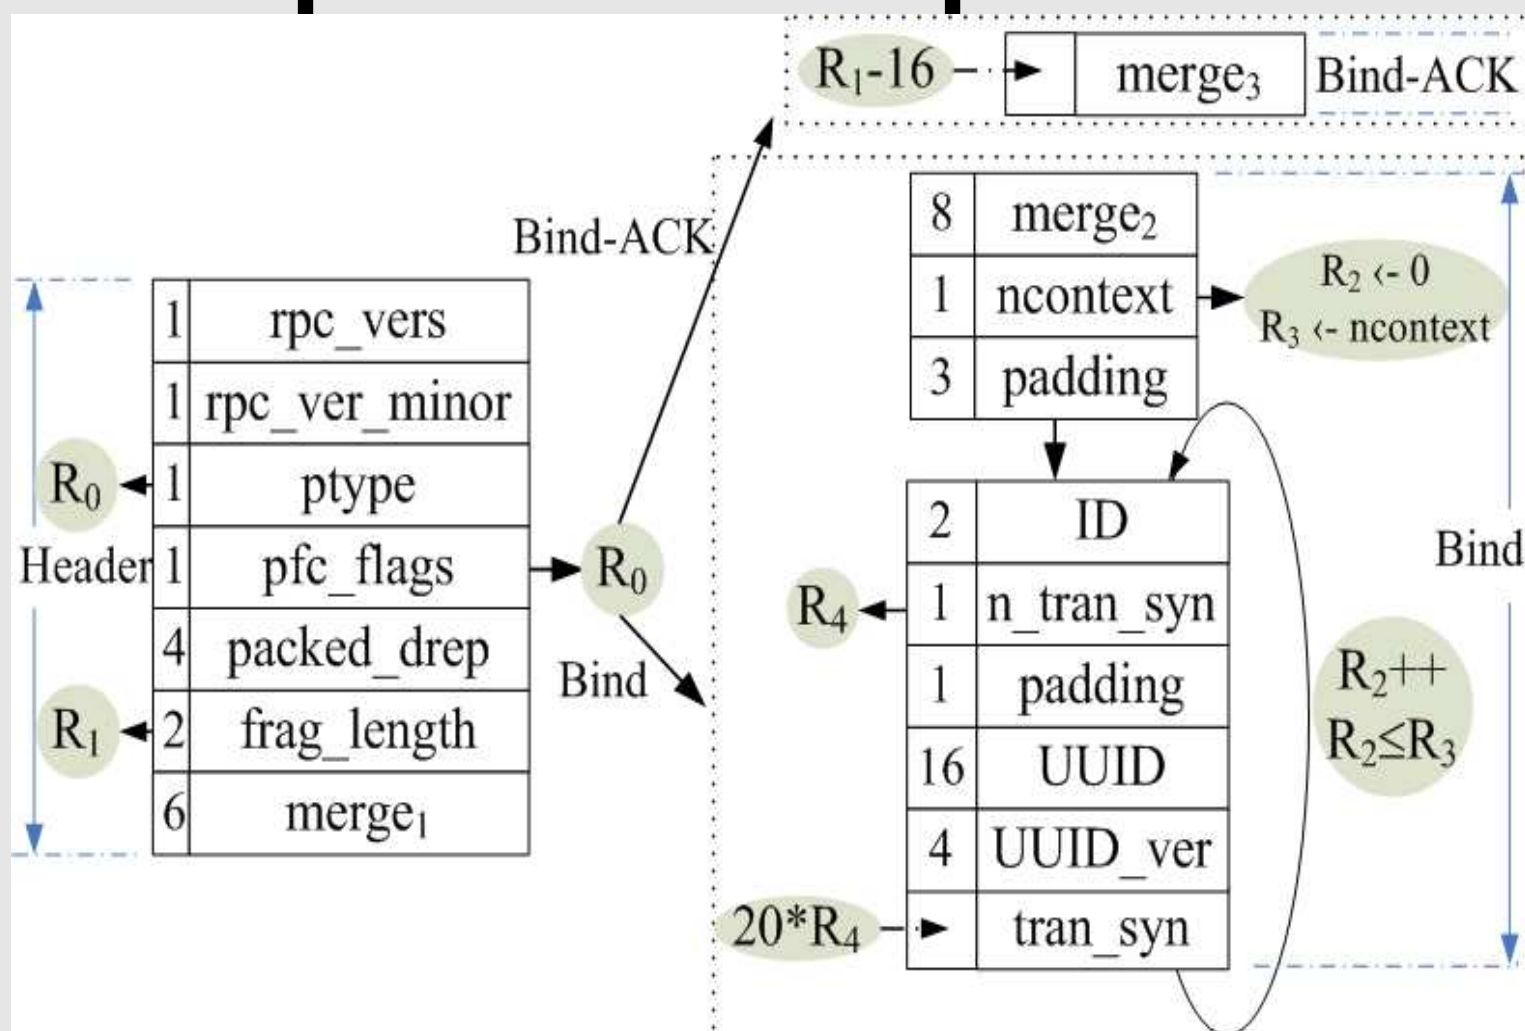 R1-16
merge3
Bind-ACK
Bind-ACK
8 merge2
1 ncontext
3 padding
R2 <- 0
R3 <- ncontext
Header
1 rpc_vers
1 rpc_ver_minor
1 ptype
1 pfc_flags
4 packed_drep
2 frag_length
6 merge1
R0
R1
R0
Bind
2 ID
1 n_tran_syn
1 padding
16 UUID
4 UUID_ver
tran_syn
R4
20*R4
R2++
R2≤R3
Bind